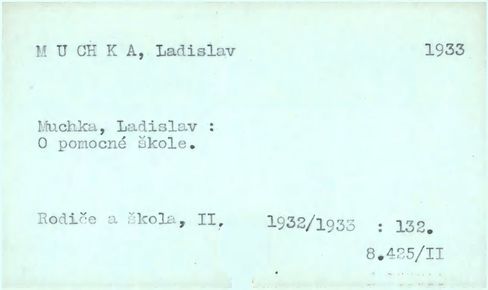 M U CH K A, Ladislav 1933
Muchka, Ladislav :
O pomocné škole.
Rodiče a škola, II. 1932/1933 : 132.
8.425/II